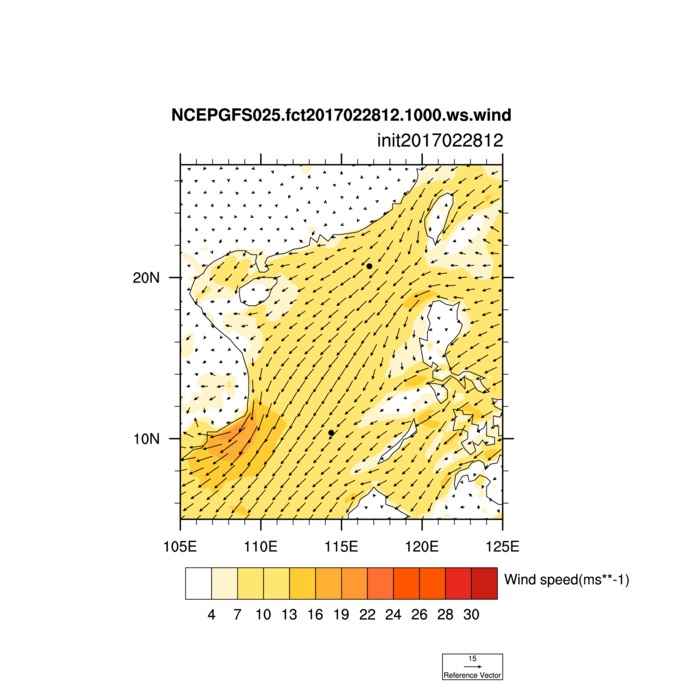 NCEPGFS025.fct2017022812.1000.ws.wind
init2017022812
20N
10N
105E 110E 115E 120E 125E
Wind speed(ms**-1)
4 7 10 13 16 19 22 24 26 28 30
15
Reference Vector